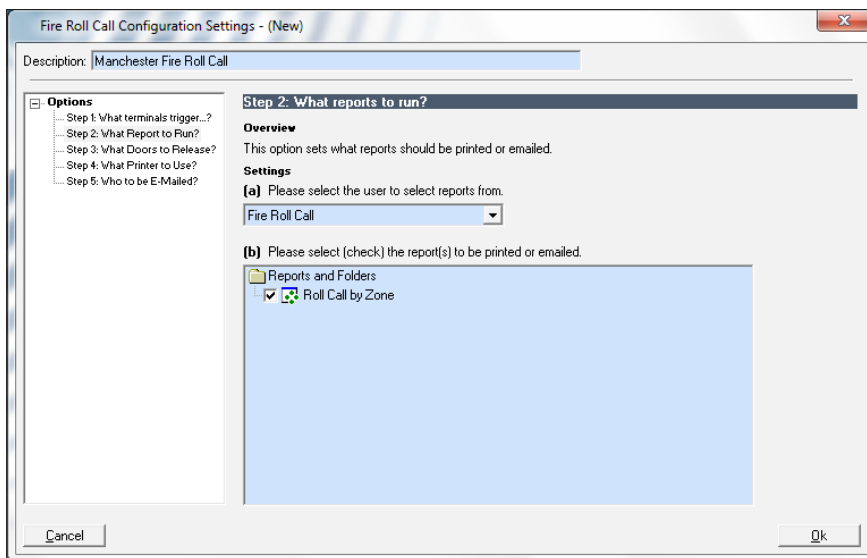 Fire Roll Call Configuration Settings - (New)
Description: Manchester Fire Roll Call
Options
Step 1: What terminals trigger...?
Step 2: What Report to Run?
Step 3: What Doors to Release?
Step 4: What Printer to Use?
Step 5: Who to be E-Mailed?
Step 2: What reports to run?
Overview
This option sets what reports should be printed or emailed.
Settings
(a) Please select the user to select reports from.
Fire Roll Call
(b) Please select (check) the report(s) to be printed or emailed.
Reports and Folders
Roll Call by Zone
Cancel
Ok